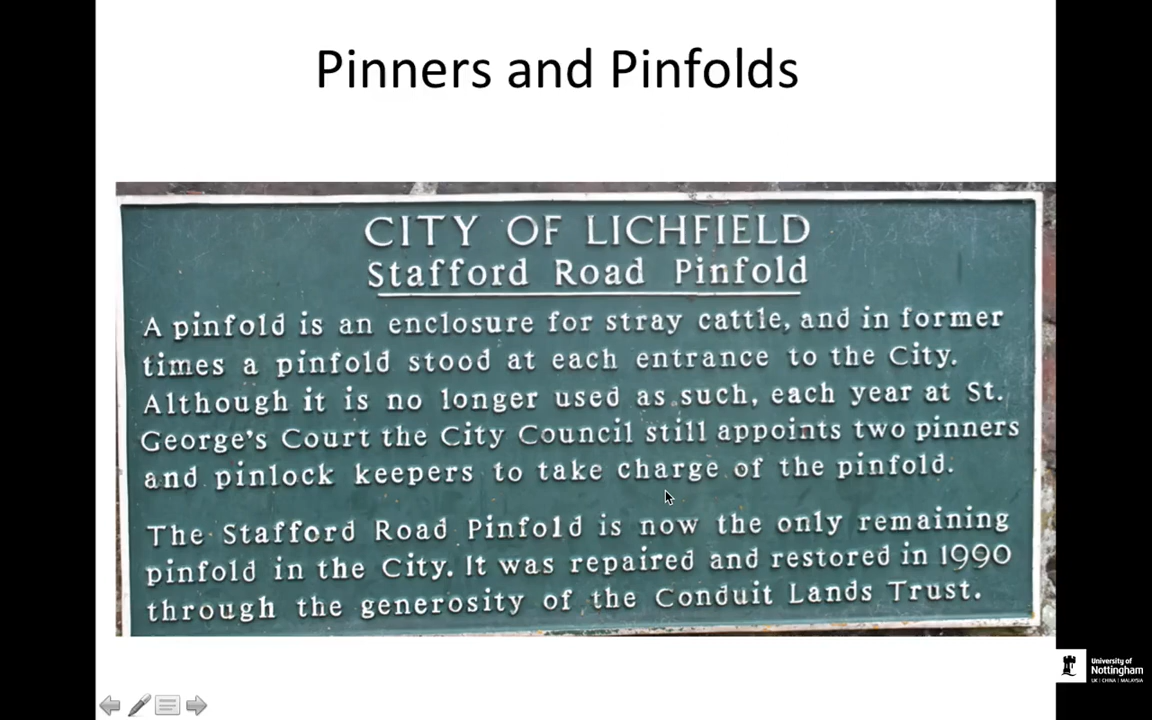 Pinners and Pinfolds
CITY OF LICHFIELD
Stafford Road Pinfold
A pinfold is an enclosure for stray cattle, and in former
times a pinfold stood at each entrance to the City.
Although it is no longer used as such, each year at St.
George's Court the City Council still appoints two pinners
and pinlock keepers to take charge of the pinfold.
The Stafford Road Pinfold is now the only remaining
pinfold in the City. It was repaired and restored in 1990
through the generosity of the Conduit Lands Trust.
University of
Nottingham
UK | CHINA | MALAYSIA